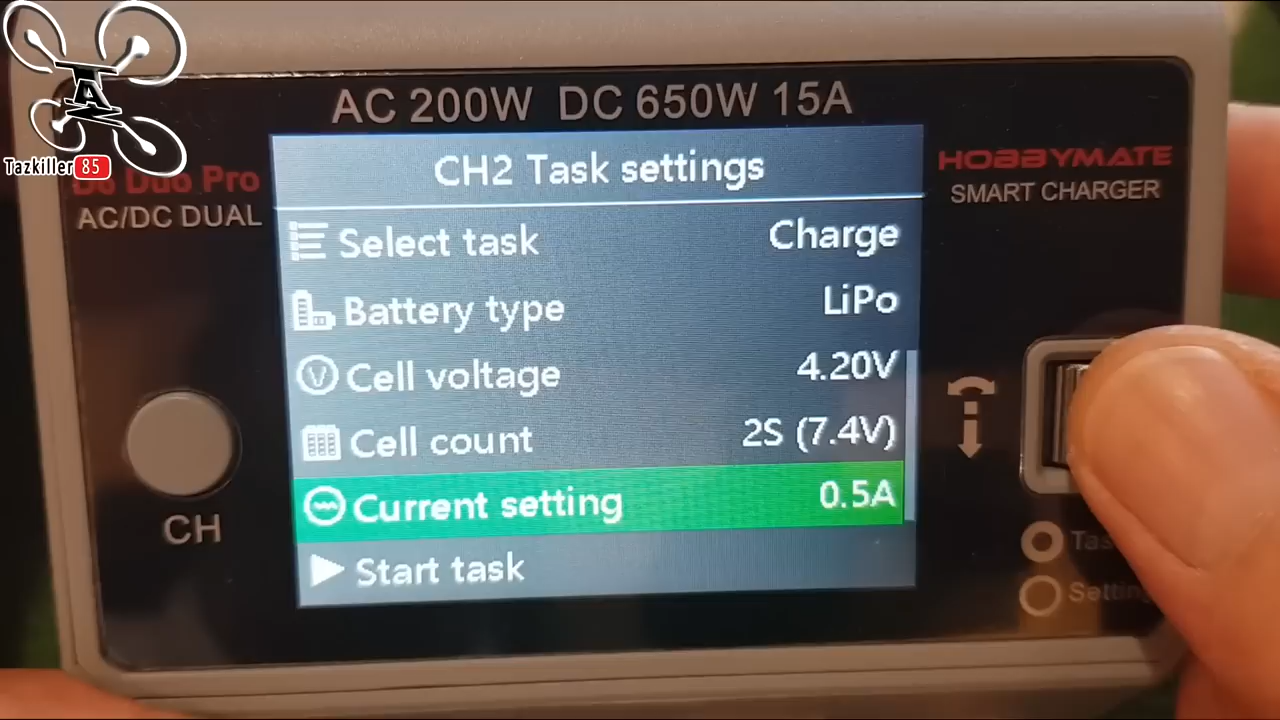 AC 200W DC 650W 15A
Tazkiller 85
D6 Duo Pro
AC/DC DUAL
HOBBYMATE
SMART CHARGER
CH2 Task settings
Select task Charge
Battery type LiPo
Cell voltage 4.20V
Cell count 2S (7.4V)
Current setting 0.5A
Start task
CH
Setting